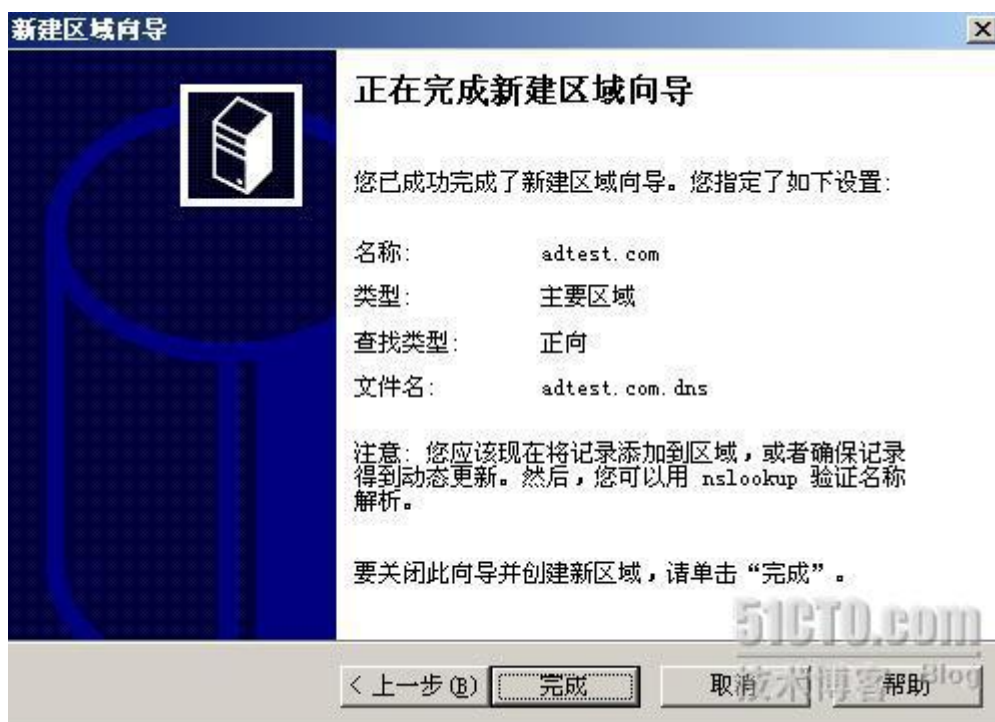 新建区域向导
正在完成新建区域向导
您已成功完成了新建区域向导。您指定了如下设置:
名称: adtest.com
类型: 主要区域
查找类型: 正向
文件名: adtest.com.dns
注意: 您应该现在将记录添加到区域，或者确保记录
得到动态更新。然后，您可以用 nslookup 验证名称
解析。
要关闭此向导并创建新区域，请单击“完成”。
51CTO.com
技术博客 Blog
< 上一步(B) 完成 取消 帮助